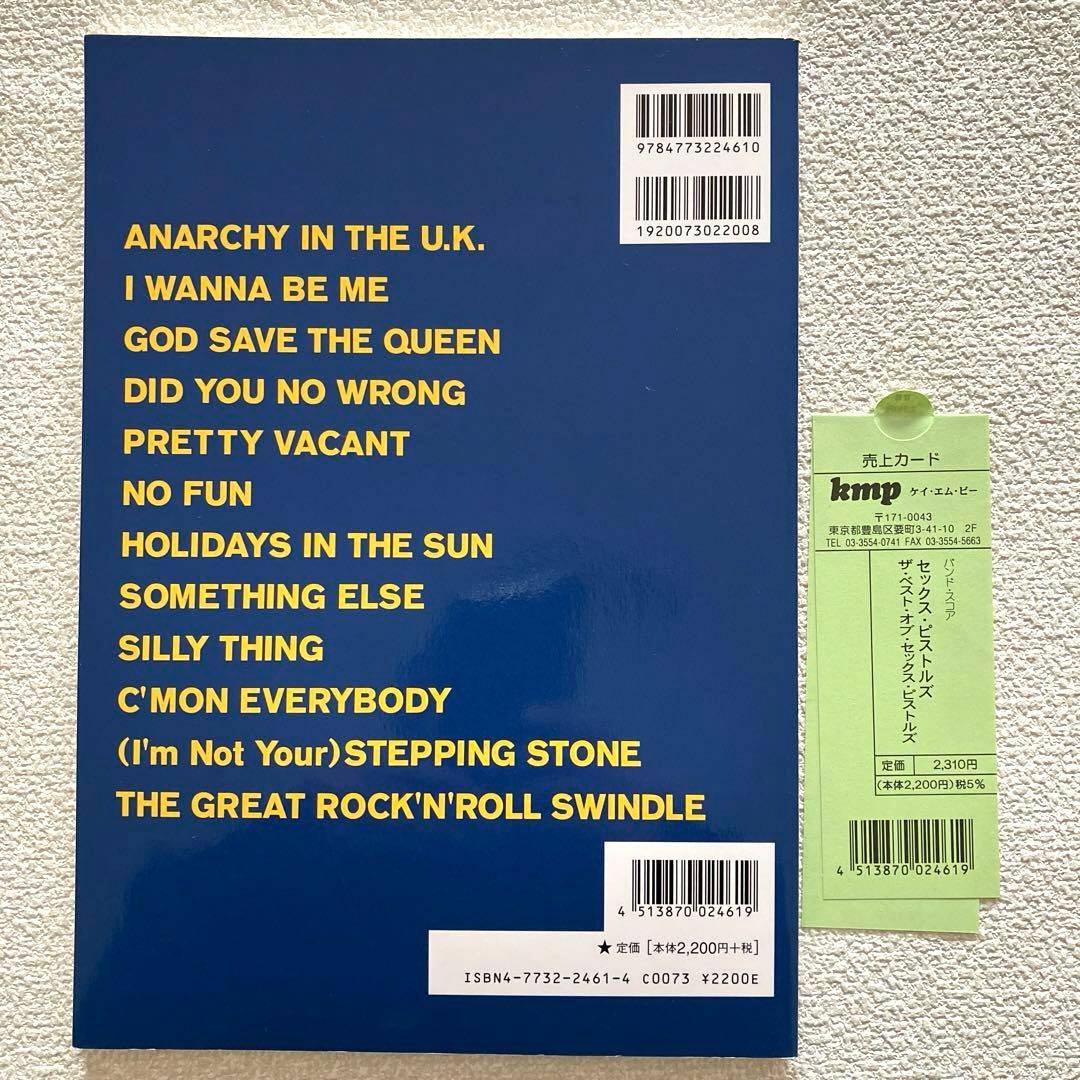 9784773224610
1920073022008
ANARCHY IN THE U.K.
I WANNA BE ME
GOD SAVE THE QUEEN
DID YOU NO WRONG
PRETTY VACANT
NO FUN
HOLIDAYS IN THE SUN
SOMETHING ELSE
SILLY THING
C'MON EVERYBODY
(I'm Not Your)STEPPING STONE
THE GREAT ROCK'N'ROLL SWINDLE
4 513870 024619
★ 定価 [本体2,200円+税]
ISBN4-7732-2461-4 C0073 ¥2200E
売上カード
kmp ケイ・エム・ピー
〒171-0043
東京都豊島区要町3-41-10 2F
TEL 03-3554-0741 FAX 03-3554-5663
バンド・スコア
セックス・ピストルズ
ザ・ベスト・オブ・セックス・ピストルズ
定価 2,310円
(本体2,200円)税5%
4 513870 024619